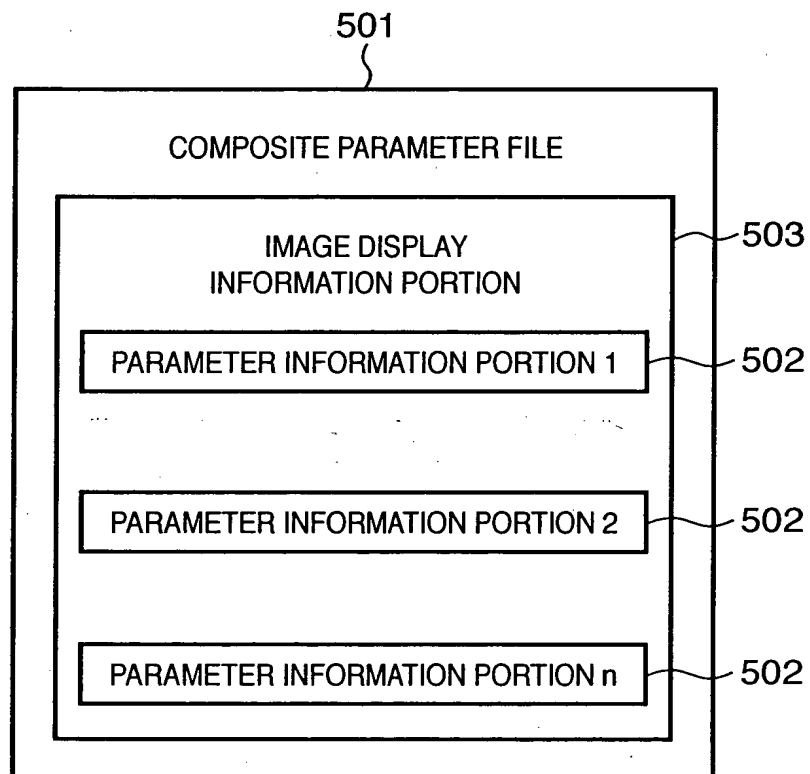 501
COMPOSITE PARAMETER FILE
IMAGE DISPLAY
INFORMATION PORTION
503
PARAMETER INFORMATION PORTION 1
502
PARAMETER INFORMATION PORTION 2
502
PARAMETER INFORMATION PORTION n
502